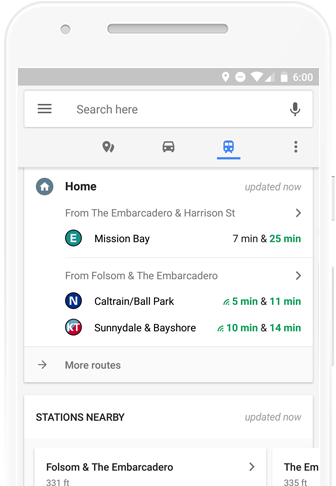 6:00
Search here
Home updated now
From The Embarcadero & Harrison St
E Mission Bay 7 min & 25 min
From Folsom & The Embarcadero
N Caltrain/Ball Park 5 min & 11 min
KT Sunnydale & Bayshore 10 min & 14 min
More routes
STATIONS NEARBY updated now
Folsom & The Embarcadero The Em
331 ft 335 ft